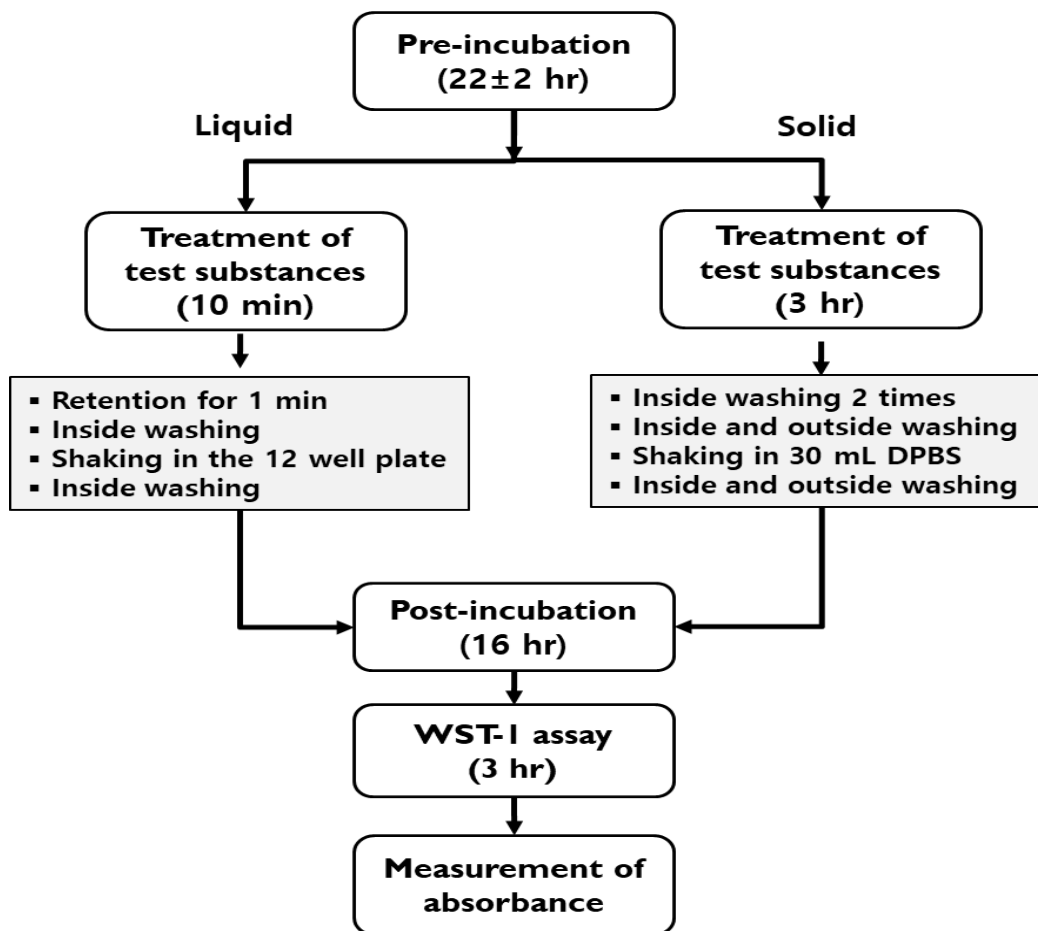 Pre-incubation
(22±2 hr)
Liquid
Solid
Treatment of
test substances
(10 min)
Treatment of
test substances
(3 hr)
▪ Retention for 1 min
▪ Inside washing
▪ Shaking in the 12 well plate
▪ Inside washing
▪ Inside washing 2 times
▪ Inside and outside washing
▪ Shaking in 30 mL DPBS
▪ Inside and outside washing
Post-incubation
(16 hr)
WST-1 assay
(3 hr)
Measurement of
absorbance